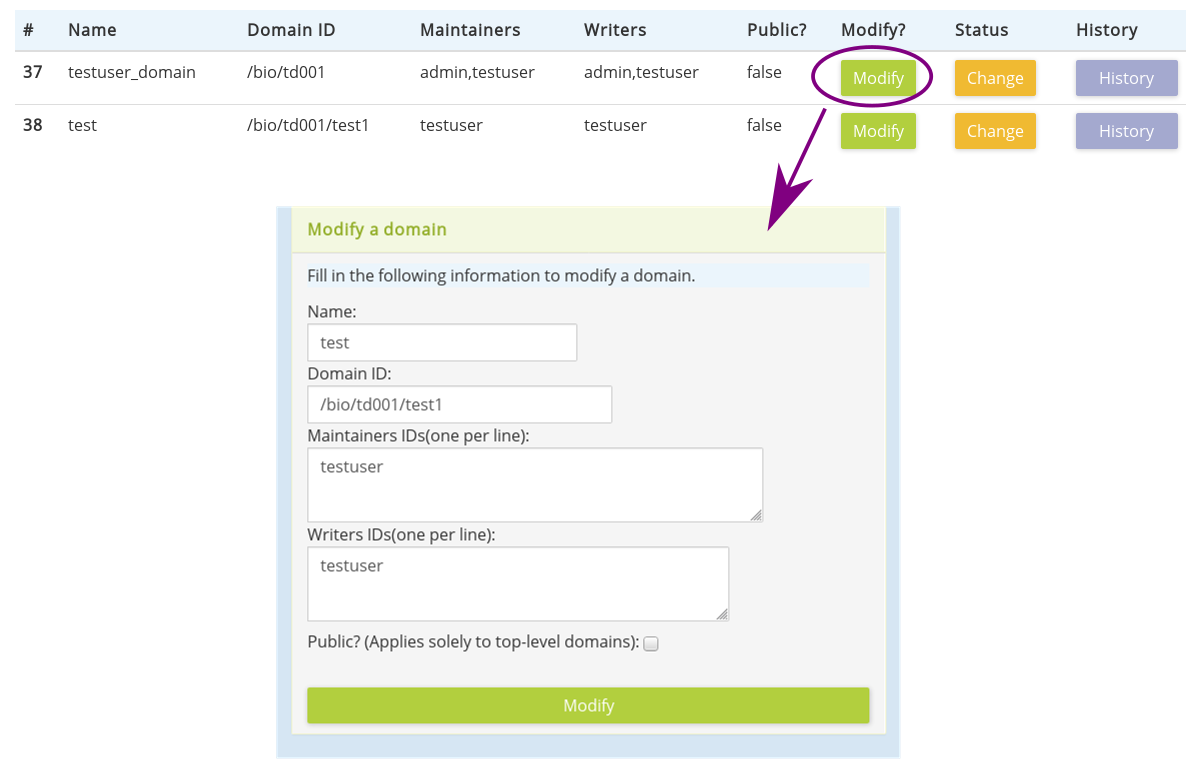 # Name Domain ID Maintainers Writers Public? Modify? Status History
37 testuser_domain /bio/td001 admin,testuser admin,testuser false Modify Change History
38 test /bio/td001/test1 testuser testuser false Modify Change History
Modify a domain
Fill in the following information to modify a domain.
Name:
test
Domain ID:
/bio/td001/test1
Maintainers IDs(one per line):
testuser
Writers IDs(one per line):
testuser
Public? (Applies solely to top-level domains):
Modify